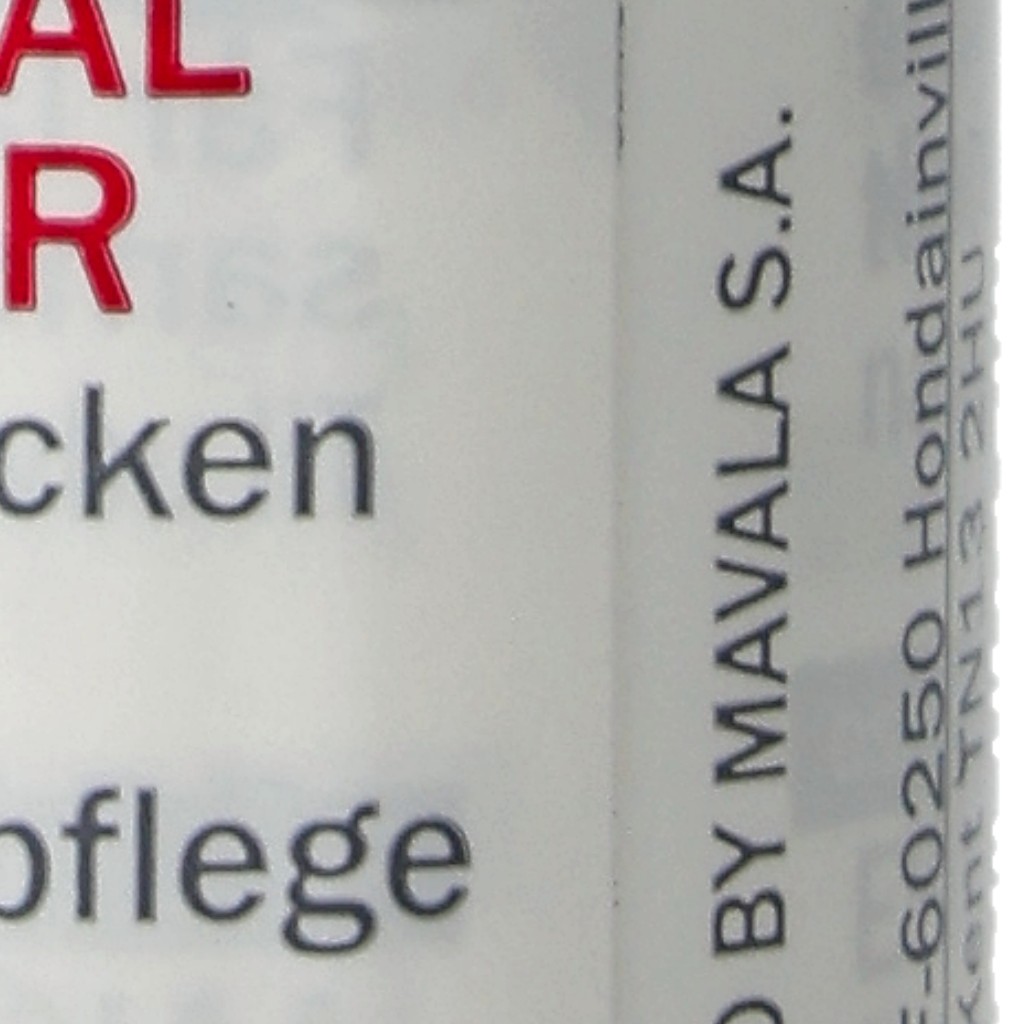 AL
R
cken
pflege
D BY MAVALA S.A.
F-60250 Hondainvill
Kent TN13 2HU